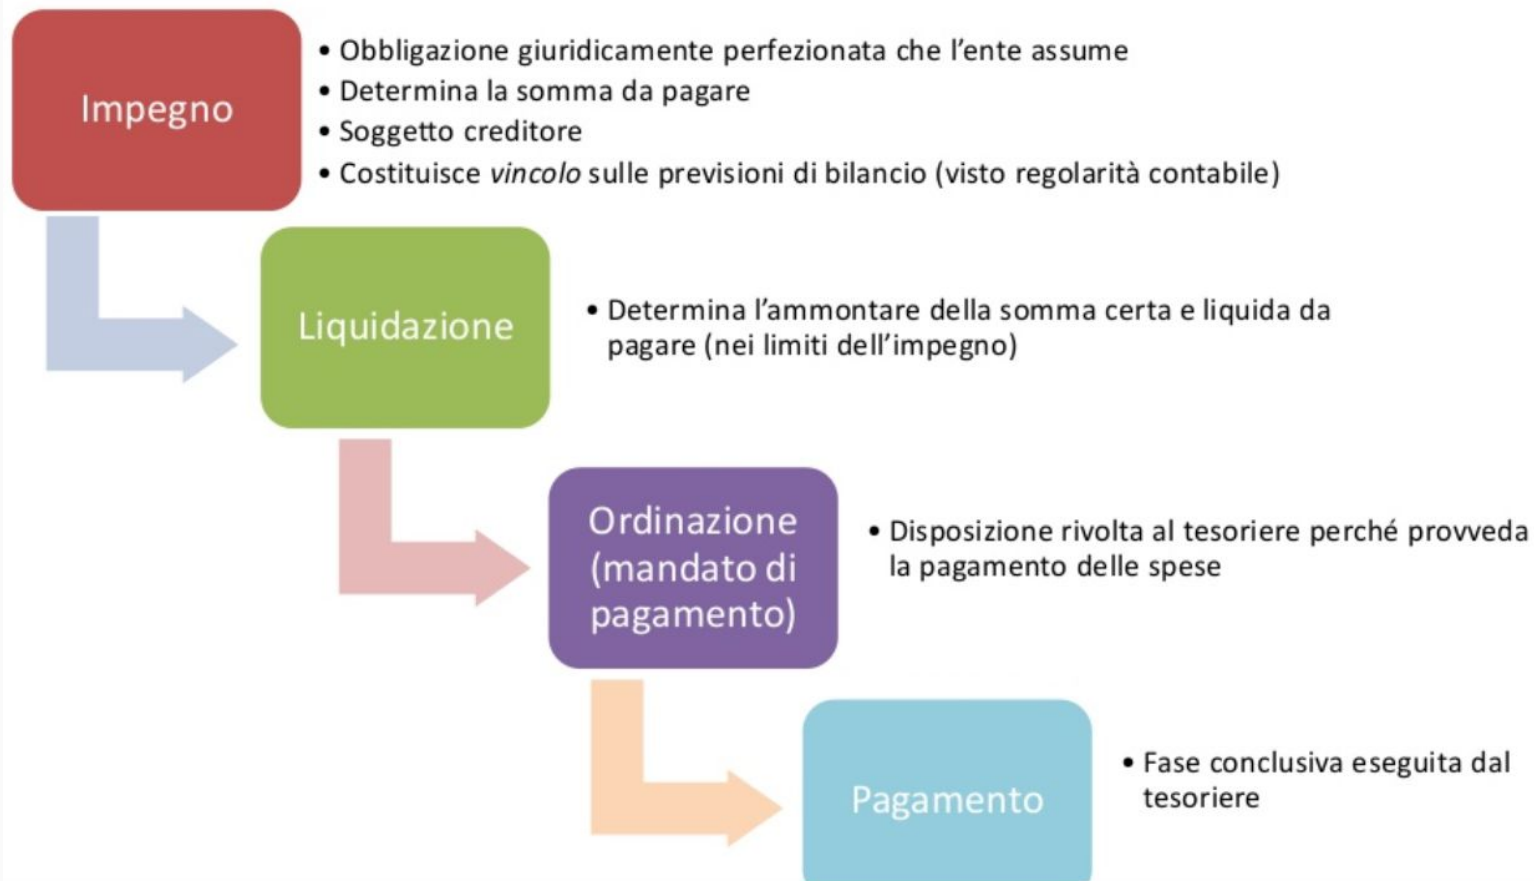 Impegno
• Obbligazione giuridicamente perfezionata che l’ente assume
• Determina la somma da pagare
• Soggetto creditore
• Costituisce vincolo sulle previsioni di bilancio (visto regolarità contabile)
Liquidazione
• Determina l’ammontare della somma certa e liquida da
pagare (nei limiti dell’impegno)
Ordinazione
(mandato di
pagamento)
• Disposizione rivolta al tesoriere perché provveda
la pagamento delle spese
Pagamento
• Fase conclusiva eseguita dal
tesoriere